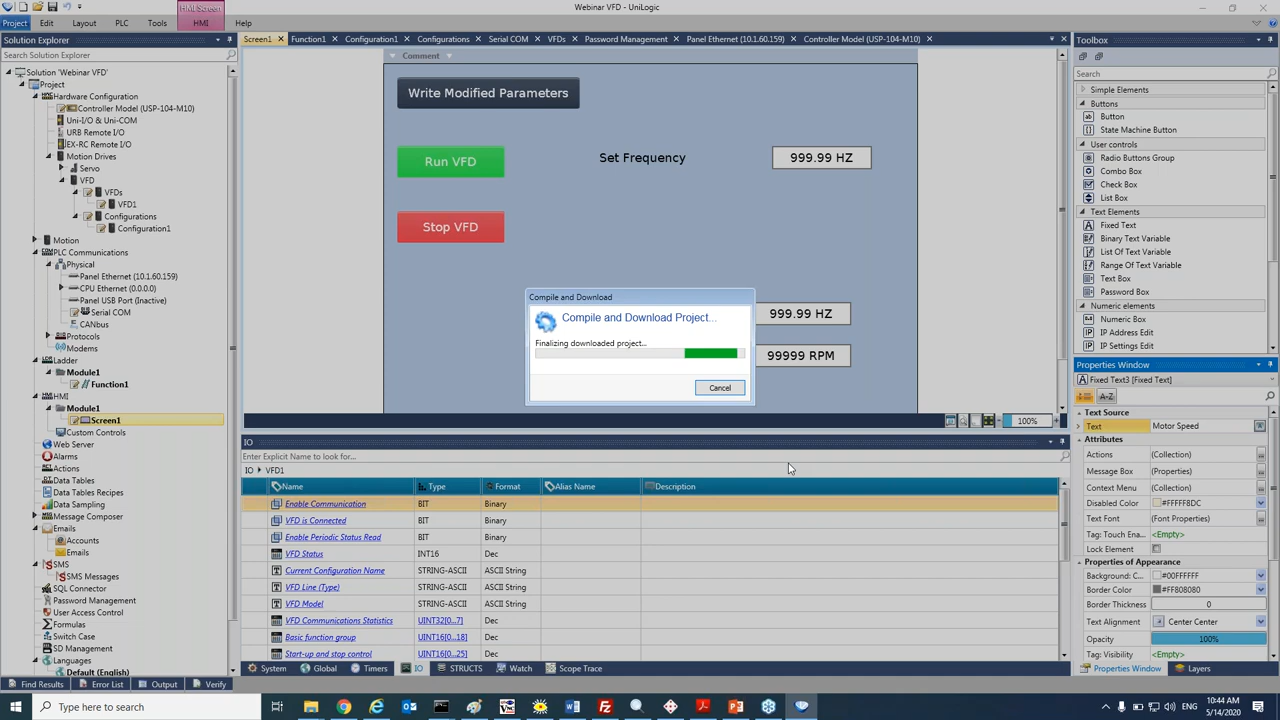 Webinar VFD* - UniLogic
HMI Screen
Project Edit Layout PLC Tools HMI Help
Solution Explorer
Search Solution Explorer
Solution 'Webinar VFD'
Project
Hardware Configuration
Controller Model (USP-104-M10)
Uni-I/O & Uni-COM
URB Remote I/O
EX-RC Remote I/O
Motion Drives
Servo
VFD
VFDs
VFD1
Configurations
Configuration1
Motion
PLC Communications
Physical
Panel Ethernet (10.1.60.159)
CPU Ethernet (0.0.0.0)
Panel USB Port (Inactive)
Serial COM
CANbus
Protocols
Modems
Ladder
Module1
Function1
HMI
Module1
Screen1
Custom Controls
Web Server
Alarms
Actions
Data Tables
Data Tables Recipes
Data Sampling
Message Composer
Emails
Accounts
Emails
SMS
SMS Messages
SQL Connector
Password Management
User Access Control
Formulas
Switch Case
SD Management
Languages
Default (English)
Find Results Error List Output Verify
Screen1 Function1 Configuration1 Configurations Serial COM VFDs Password Management Panel Ethernet (10.1.60.159) Controller Model (USP-104-M10)
Comment
Write Modified Parameters
Run VFD Set Frequency 999.99 HZ
Stop VFD
999.99 HZ
99999 RPM
Compile and Download
Compile and Download Project...
Finalizing downloaded project...
Cancel
100%
IO
Enter Explicit Name to look for...
IO VFD1
Name Type Format Alias Name Description
Enable Communication BIT Binary
VFD is Connected BIT Binary
Enable Periodic Status Read BIT Binary
VFD Status INT16 Dec
Current Configuration Name STRING-ASCII ASCII String
VFD Line (Type) STRING-ASCII ASCII String
VFD Model STRING-ASCII ASCII String
VFD Communications Statistics UINT32[0...7] Dec
Basic function group UINT16[0...18] Dec
Start-up and stop control UINT16[0...25] Dec
System Global Timers IO STRUCTS Watch Scope Trace
Toolbox
Search
Simple Elements
Buttons
Button
State Machine Button
User controls
Radio Buttons Group
Combo Box
Check Box
List Box
Text Elements
Fixed Text
Binary Text Variable
List Of Text Variable
Range Of Text Variable
Text Box
Password Box
Numeric elements
Numeric Box
IP Address Edit
IP Settings Edit
Properties Window
Fixed Text3 [Fixed Text]
A-Z
Text Source
Text Motor Speed
Attributes
Actions (Collection)
Message Box (Properties)
Context Menu (Collection)
Disabled Color #FFFFF8DC
Text Font (Font Properties)
Tag: Touch Ena... <Empty>
Lock Element
Properties of Appearance
Background: C... #00FFFFFF
Border Color #FF808080
Border Thickness 0
Text Alignment Center Center
Opacity 100%
Tag: Visibility <Empty>
Properties Window Layers
Type here to search
ENG
10:44 AM
5/14/2020